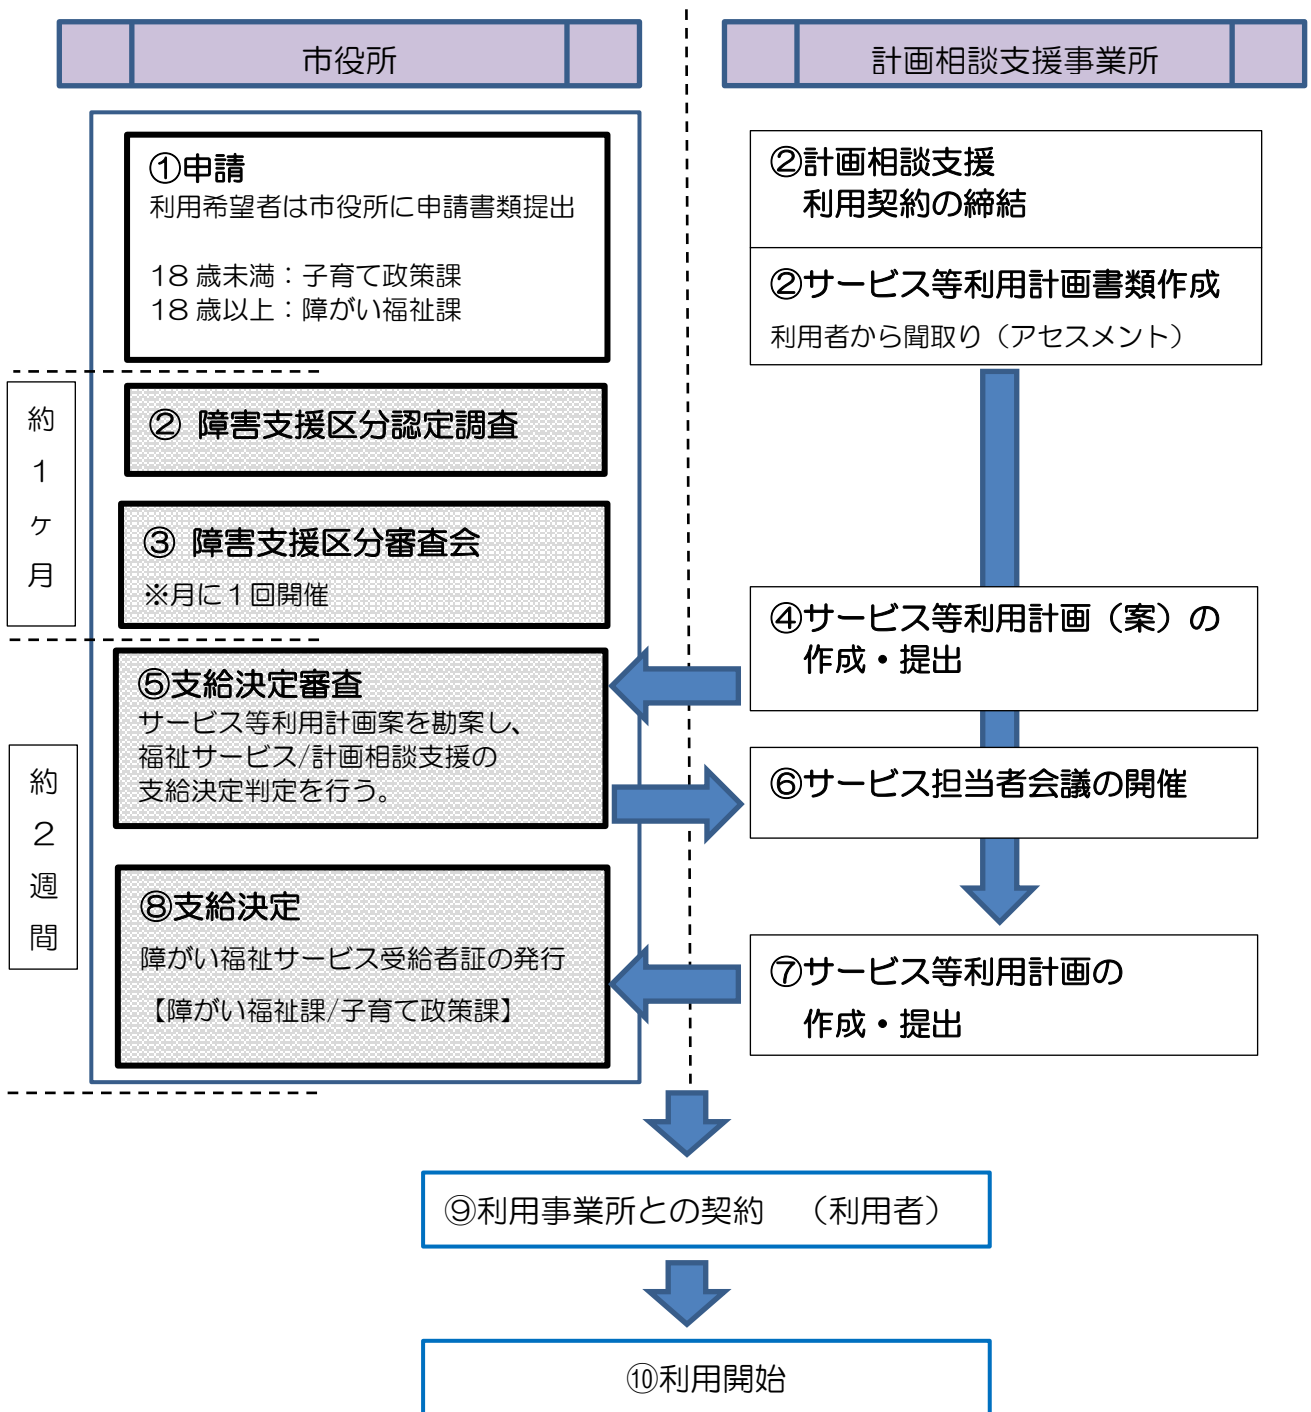 市役所
計画相談支援事業所
①申請
利用希望者は市役所に申請書類提出
18歳未満：子育て政策課
18歳以上：障がい福祉課
②計画相談支援
利用契約の締結
②サービス等利用計画書類作成
利用者から聞取り（アセスメント）
約1ヶ月
② 障害支援区分認定調査
③ 障害支援区分審査会
※月に１回開催
④サービス等利用計画（案）の
作成・提出
約2週間
⑤支給決定審査
サービス等利用計画案を勘案し、
福祉サービス/計画相談支援の
支給決定判定を行う。
⑥サービス担当者会議の開催
⑧支給決定
障がい福祉サービス受給者証の発行
【障がい福祉課/子育て政策課】
⑦サービス等利用計画の
作成・提出
⑨利用事業所との契約　（利用者）
⑩利用開始